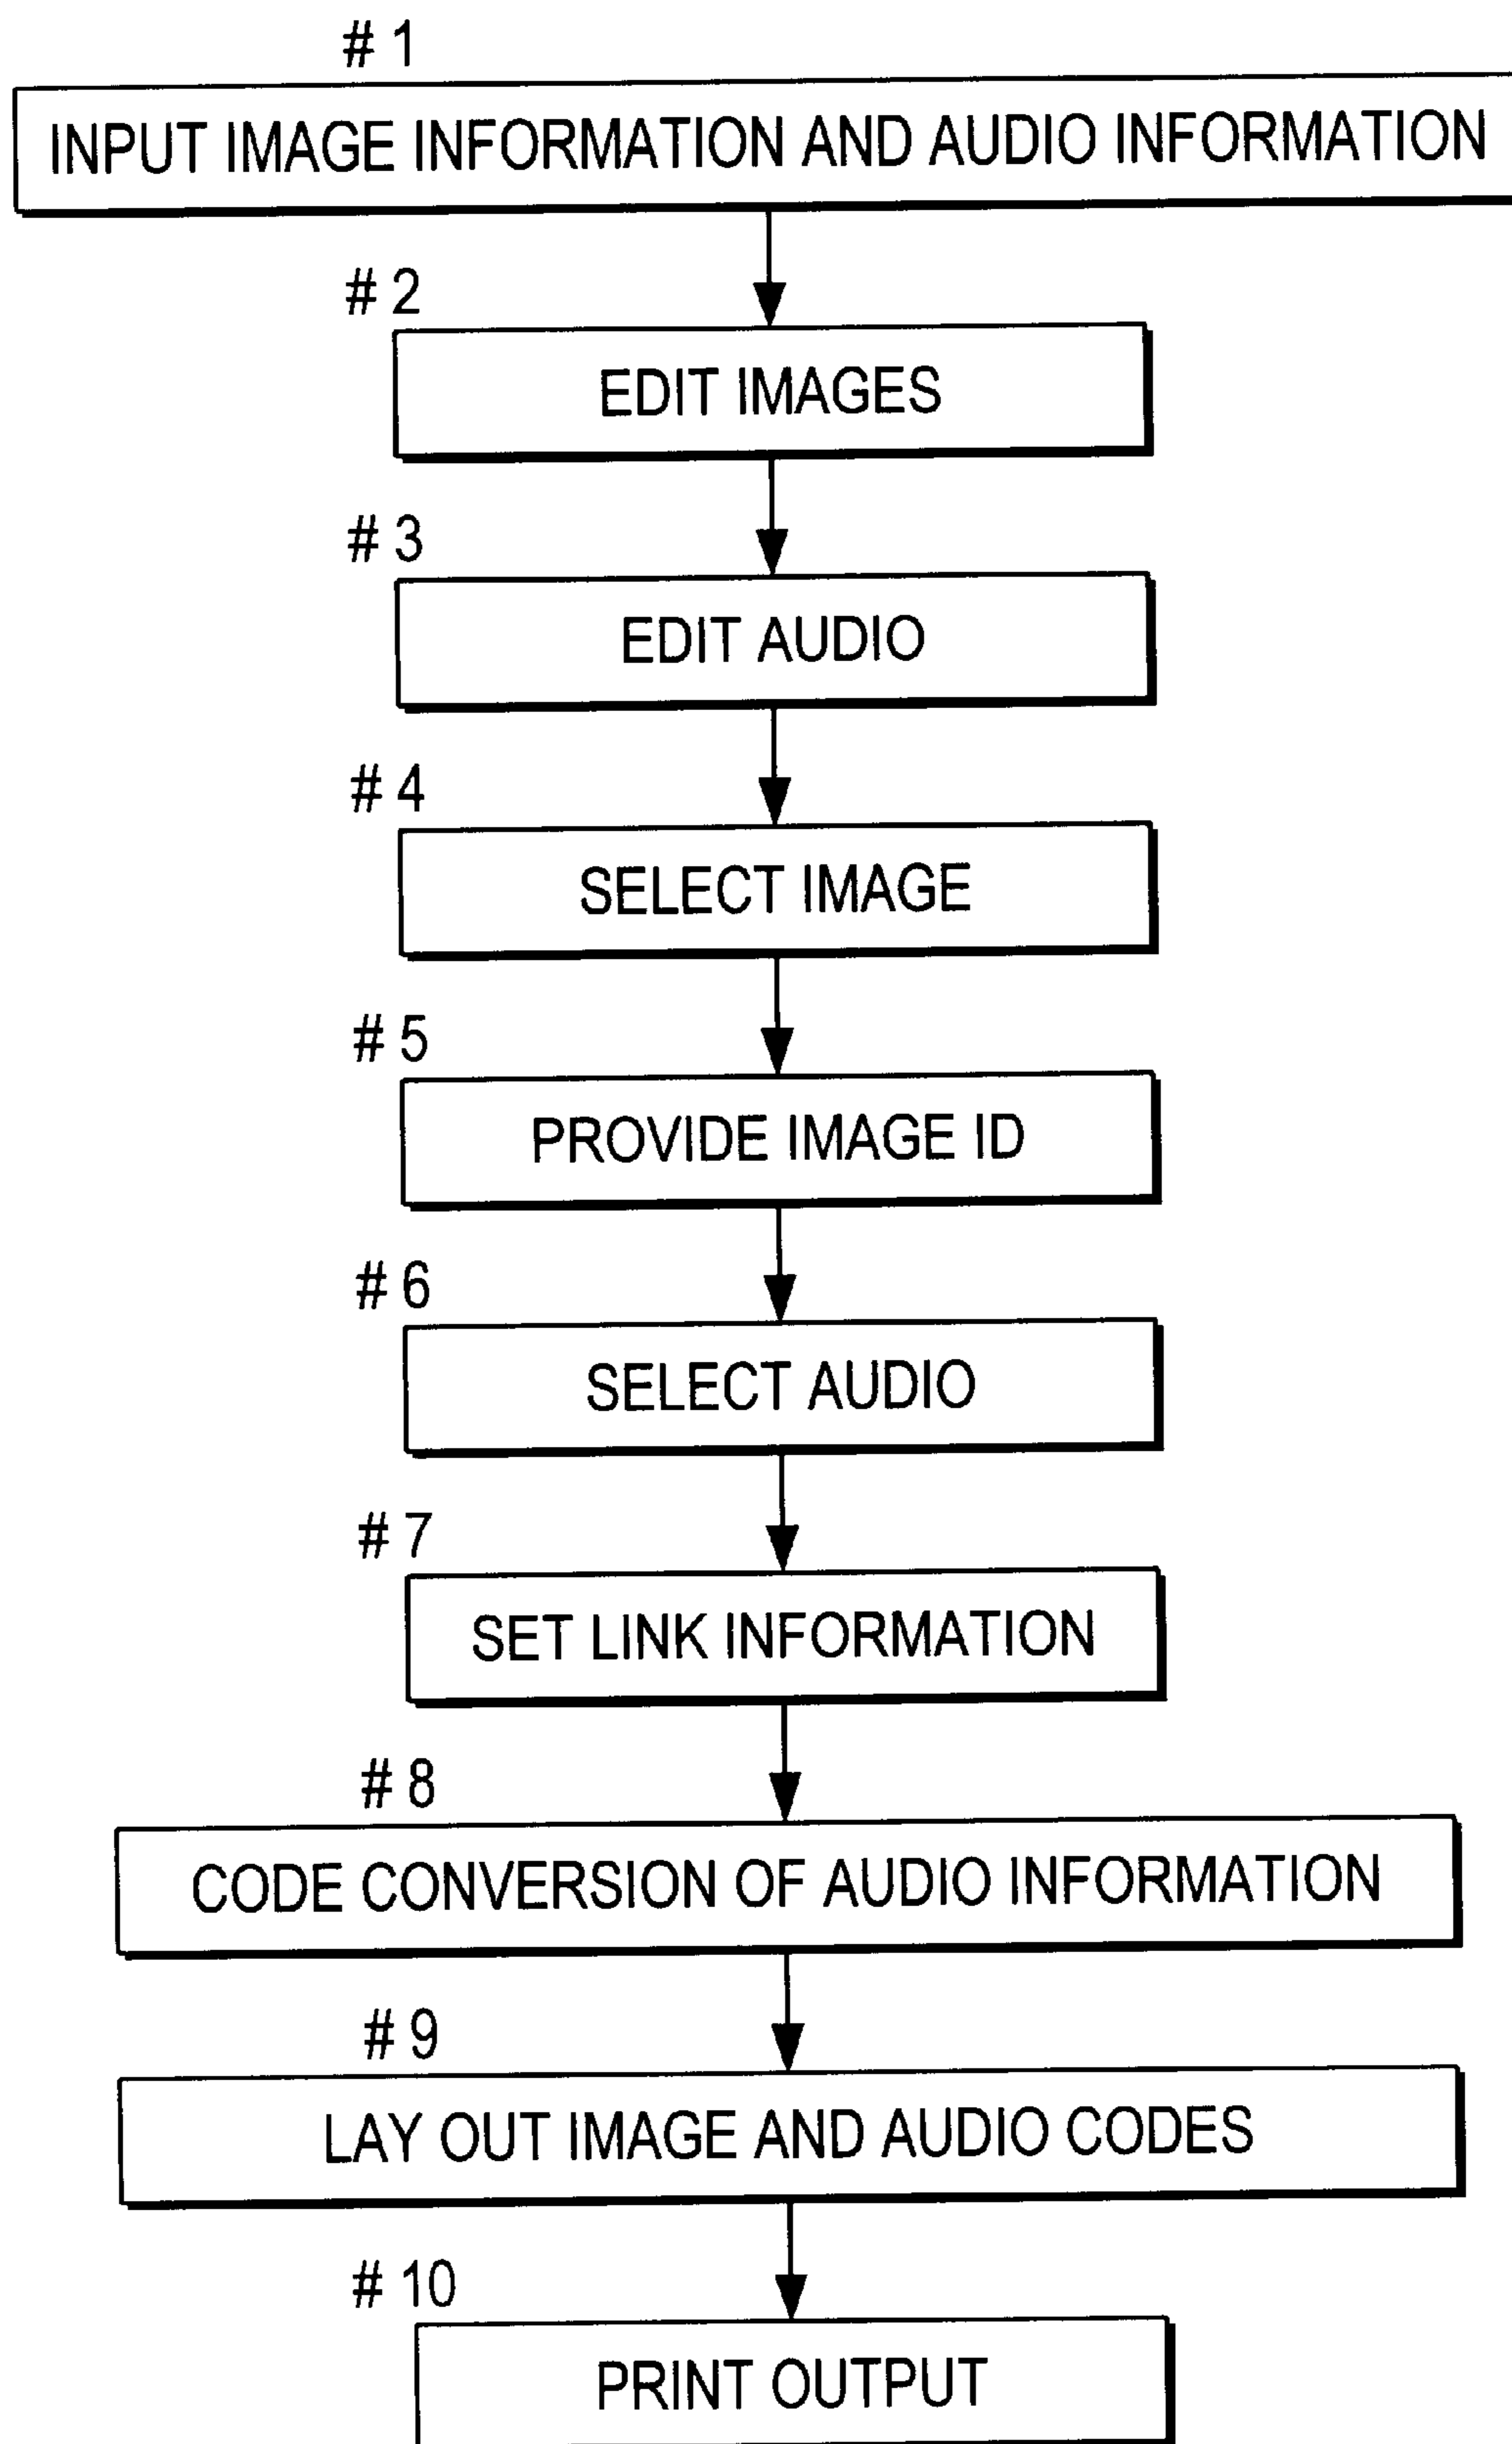 # 1
INPUT IMAGE INFORMATION AND AUDIO INFORMATION
# 2
EDIT IMAGES
# 3
EDIT AUDIO
# 4
SELECT IMAGE
# 5
PROVIDE IMAGE ID
# 6
SELECT AUDIO
# 7
SET LINK INFORMATION
# 8
CODE CONVERSION OF AUDIO INFORMATION
# 9
LAY OUT IMAGE AND AUDIO CODES
# 10
PRINT OUTPUT